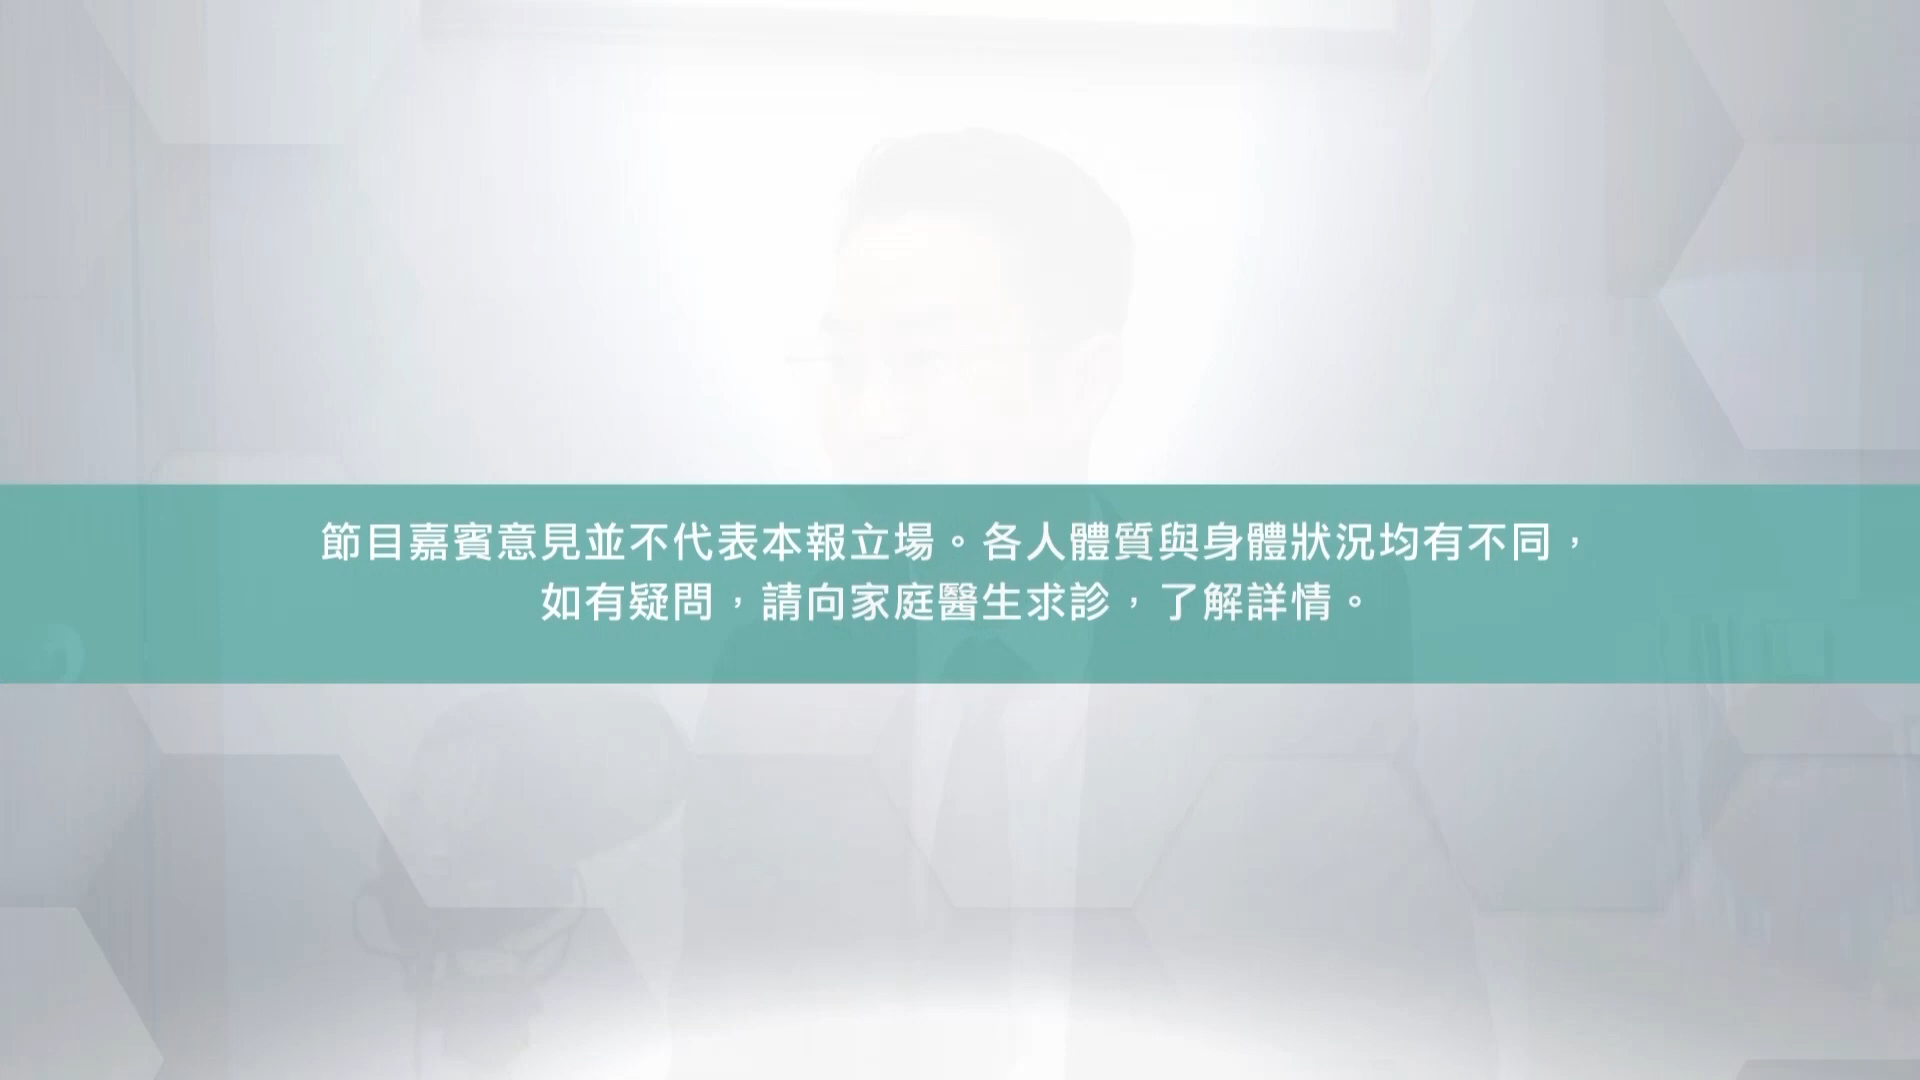 節目嘉賓意見並不代表本報立場。各人體質與身體狀況均有不同，
如有疑問，請向家庭醫生求診，了解詳情。